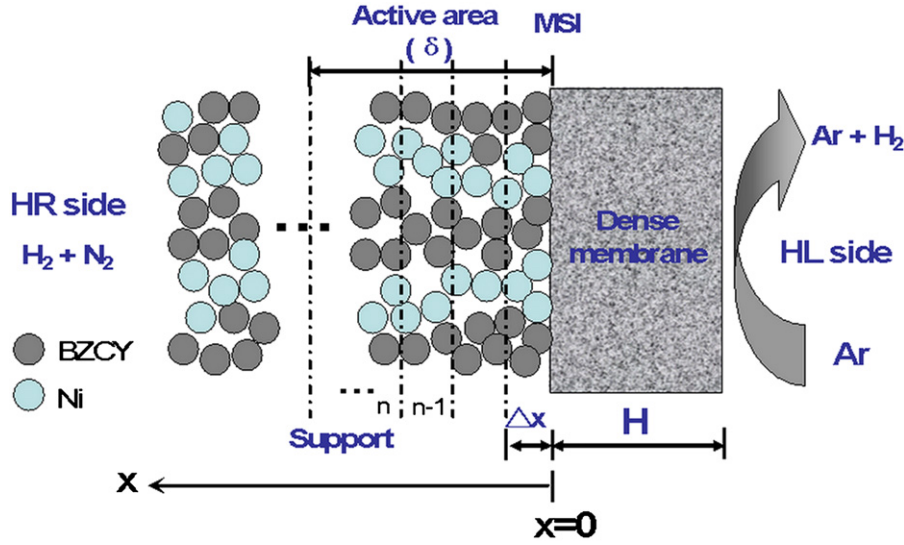 Active area
( δ )
MSI
HR side
H₂ + N₂
...
Dense
membrane
Ar + H₂
HL side
Ar
BZCY
Ni
.... n n-1
Support
△x
H
x
x=0